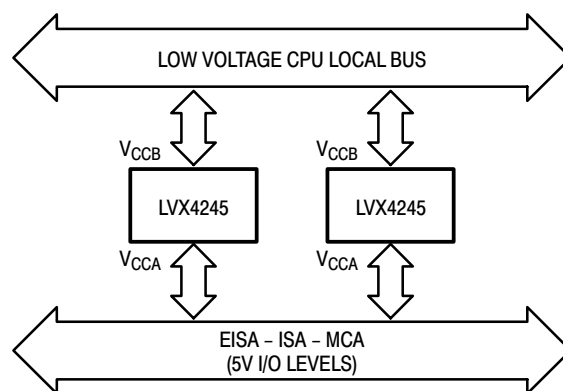 LOW VOLTAGE CPU LOCAL BUS
VCCB
VCCB
LVX4245
LVX4245
VCCA
VCCA
EISA – ISA – MCA
(5V I/O LEVELS)